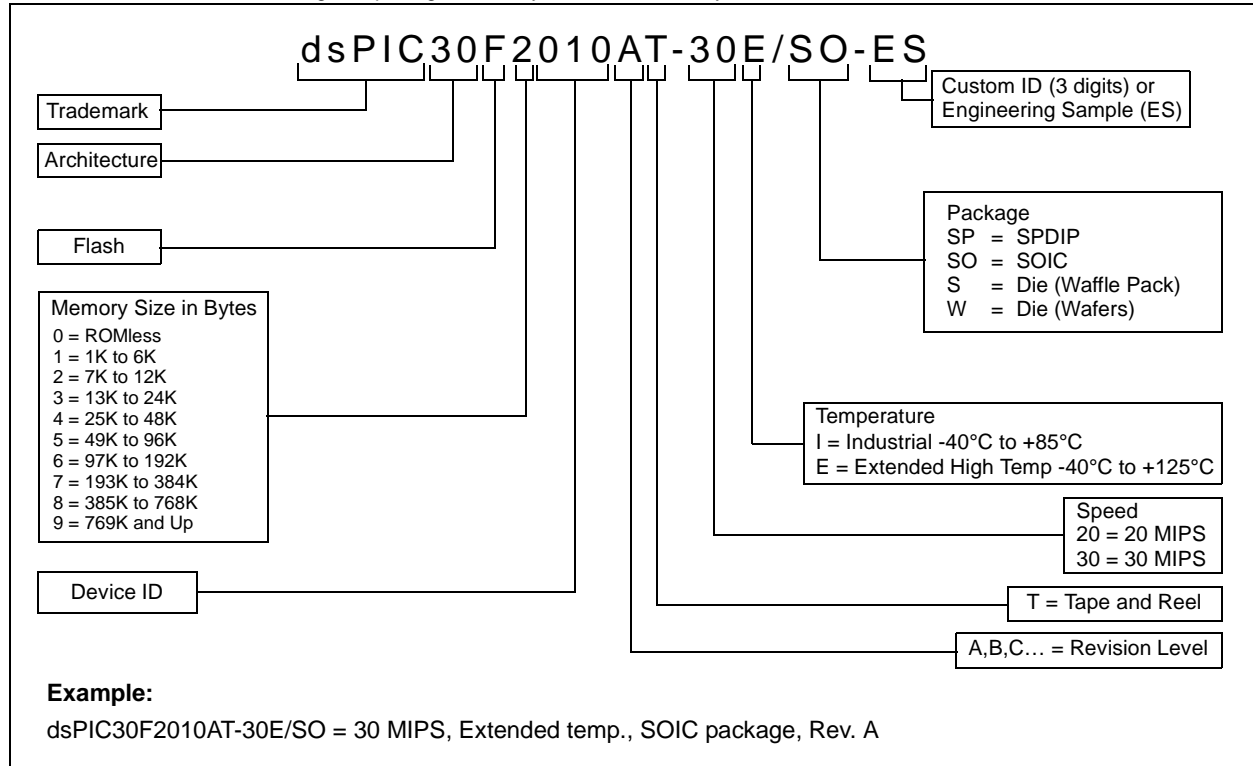 dsPIC30F2010AT-30E/SO-ES
Trademark
Architecture
Flash
Memory Size in Bytes
0 = ROMless
1 = 1K to 6K
2 = 7K to 12K
3 = 13K to 24K
4 = 25K to 48K
5 = 49K to 96K
6 = 97K to 192K
7 = 193K to 384K
8 = 385K to 768K
9 = 769K and Up
Device ID
Custom ID (3 digits) or
Engineering Sample (ES)
Package
SP = SPDIP
SO = SOIC
S = Die (Waffle Pack)
W = Die (Wafers)
Temperature
I = Industrial -40°C to +85°C
E = Extended High Temp -40°C to +125°C
Speed
20 = 20 MIPS
30 = 30 MIPS
T = Tape and Reel
A,B,C… = Revision Level
Example:
dsPIC30F2010AT-30E/SO = 30 MIPS, Extended temp., SOIC package, Rev. A